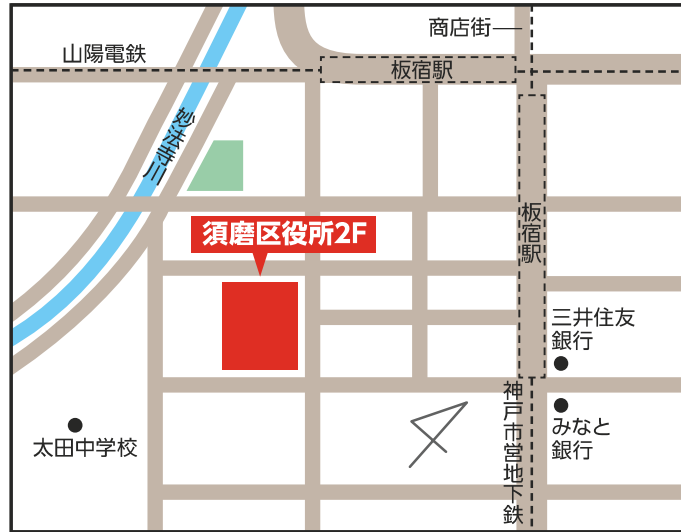 商店街
山陽電鉄
板宿駅
妙法寺川
板宿駅
須磨区役所2F
三井住友
銀行
神戸市営地下鉄
みなと
銀行
太田中学校